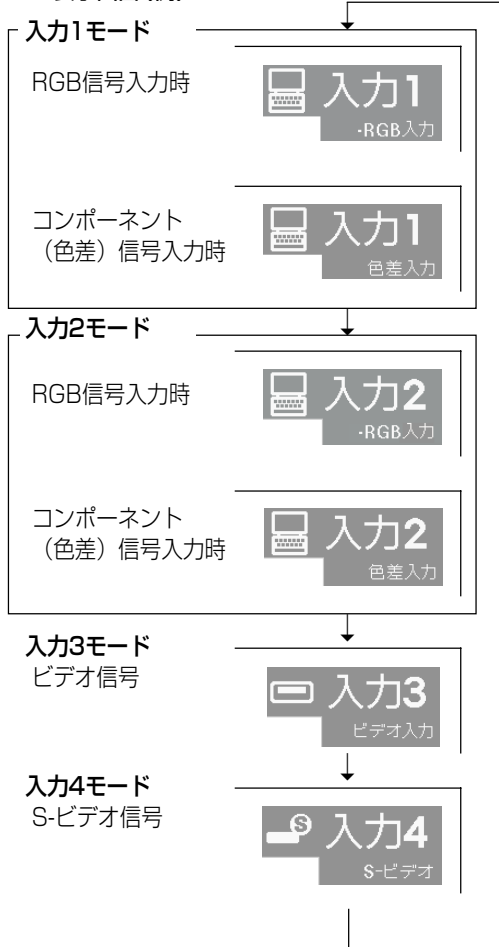 入力1モード
RGB信号入力時
入力1
-RGB入力
コンポーネント
（色差）信号入力時
入力1
色差入力
入力2モード
RGB信号入力時
入力2
-RGB入力
コンポーネント
（色差）信号入力時
入力2
色差入力
入力3モード
ビデオ信号
入力3
ビデオ入力
入力4モード
S-ビデオ信号
S
入力4
S-ビデオ